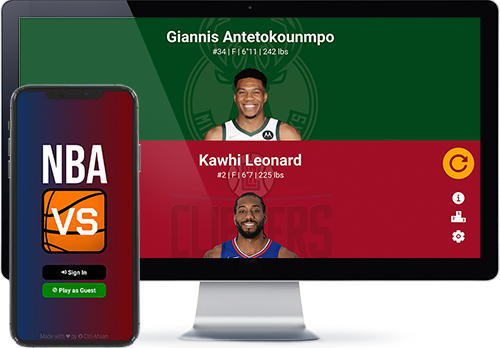 Giannis Antetokounmpo
#34 | F | 6"11 | 242 lbs
Kawhi Leonard
#2 | F | 6"7 | 225 lbs
CLIPPERS
NBA
VS
Sign In
Play as Guest